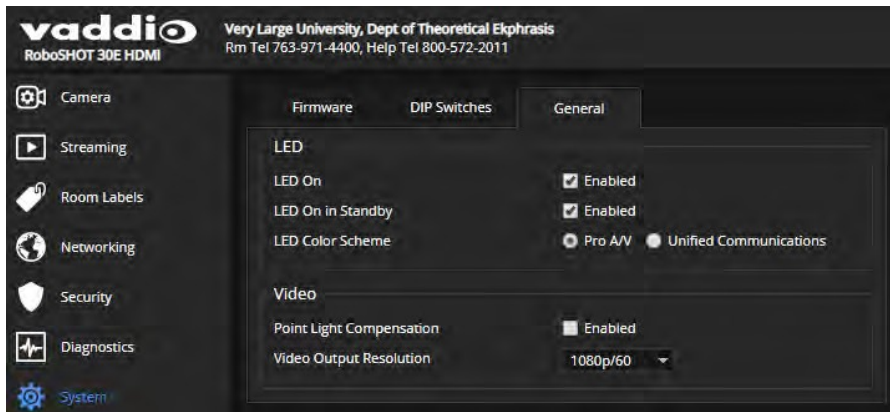 vaddio
RoboSHOT 30E HDMI
Very Large University, Dept of Theoretical Ekphrasis
Rm Tel 763-971-4400, Help Tel 800-572-2011
Camera
Streaming
Room Labels
Networking
Security
Diagnostics
System
Firmware DIP Switches General
LED
LED On Enabled
LED On in Standby Enabled
LED Color Scheme Pro A/V Unified Communications
Video
Point Light Compensation Enabled
Video Output Resolution 1080p/60